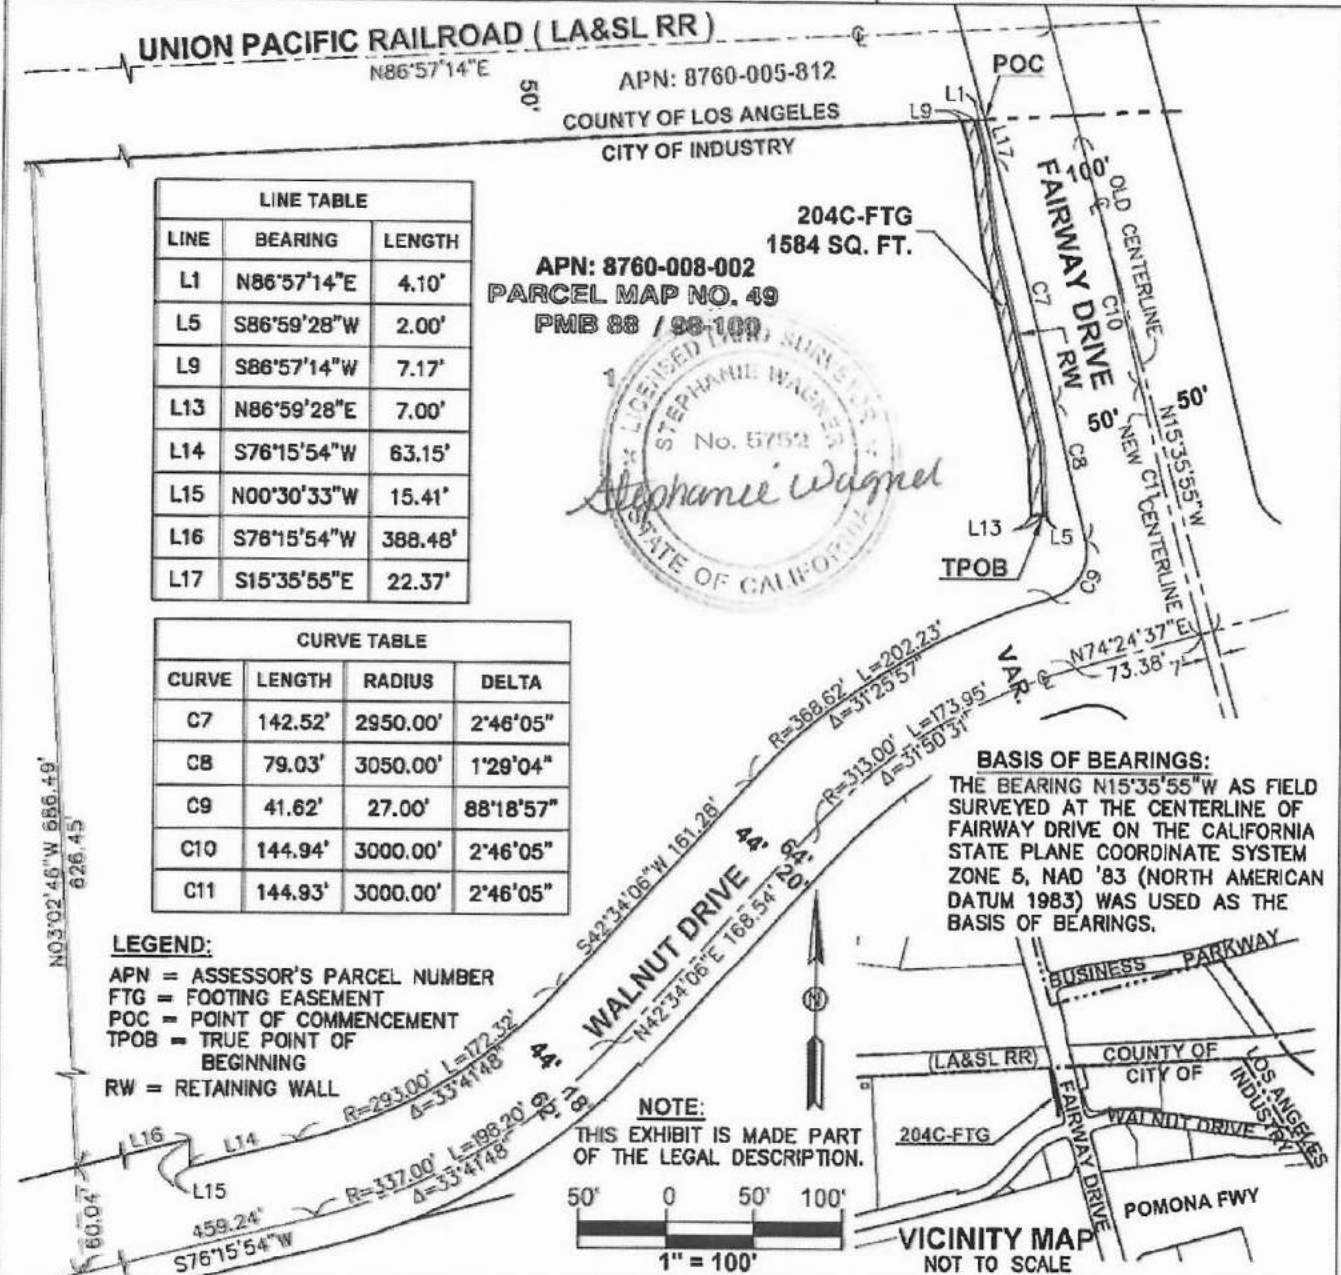 UNION PACIFIC RAILROAD ( LA&SL RR )
N86°57'14"E
50'
APN: 8760-005-812
COUNTY OF LOS ANGELES
CITY OF INDUSTRY
POC
L1
L9
L17
100'
FAIRWAY DRIVE
OLD CENTERLINE
204C-FTG
1584 SQ. FT.
C7
C10
RW
LINE TABLE
LINE BEARING LENGTH
L1 N86°57'14"E 4.10'
L5 S86°59'28"W 2.00'
L9 S86°57'14"W 7.17'
L13 N86°59'28"E 7.00'
L14 S76°15'54"W 63.15'
L15 N00°30'33"W 15.41'
L16 S76°15'54"W 388.48'
L17 S15°35'55"E 22.37'
APN: 8760-008-002
PARCEL MAP NO. 49
PMB 88 / 98-100
1
LICENSED LAND SURVEYOR
STEPHANIE WAGNER
No. 5752
Stephanie Wagner
STATE OF CALIFORNIA
50'
50'
C8
NEW CENTERLINE
C11
N15°35'55"W
L13
L5
TPOB
C9
CURVE TABLE
CURVE LENGTH RADIUS DELTA
C7 142.52' 2950.00' 2°46'05"
C8 79.03' 3050.00' 1°29'04"
C9 41.62' 27.00' 88°18'57"
C10 144.94' 3000.00' 2°46'05"
C11 144.93' 3000.00' 2°46'05"
R=368.62' L=202.23'
Δ=31°25'57"
R=313.00' L=173.95'
Δ=31°50'31"
VAR.
N74°24'37"E
73.38'
7'
BASIS OF BEARINGS:
THE BEARING N15°35'55"W AS FIELD
SURVEYED AT THE CENTERLINE OF
FAIRWAY DRIVE ON THE CALIFORNIA
STATE PLANE COORDINATE SYSTEM
ZONE 5, NAD '83 (NORTH AMERICAN
DATUM 1983) WAS USED AS THE
BASIS OF BEARINGS.
N03°02'46"W 686.49'
626.45'
S42°34'06"W 161.28'
44'
64'
20'
WALNUT DRIVE
N42°34'06"E 168.54'
LEGEND:
APN = ASSESSOR'S PARCEL NUMBER
FTG = FOOTING EASEMENT
POC = POINT OF COMMENCEMENT
TPOB = TRUE POINT OF
BEGINNING
RW = RETAINING WALL
R=293.00' L=172.32'
Δ=33°41'48"
44'
62'
18'
R=337.00' L=198.20'
Δ=33°41'48"
L16
L14
L15
60.04'
459.24'
S76°15'54"W
N
NOTE:
THIS EXHIBIT IS MADE PART
OF THE LEGAL DESCRIPTION.
50' 0 50' 100'
1" = 100'
BUSINESS PARKWAY
(LA&SL RR)
COUNTY OF LOS ANGELES
CITY OF INDUSTRY
204C-FTG
FAIRWAY DRIVE
WALNUT DRIVE
POMONA FWY
VICINITY MAP
NOT TO SCALE